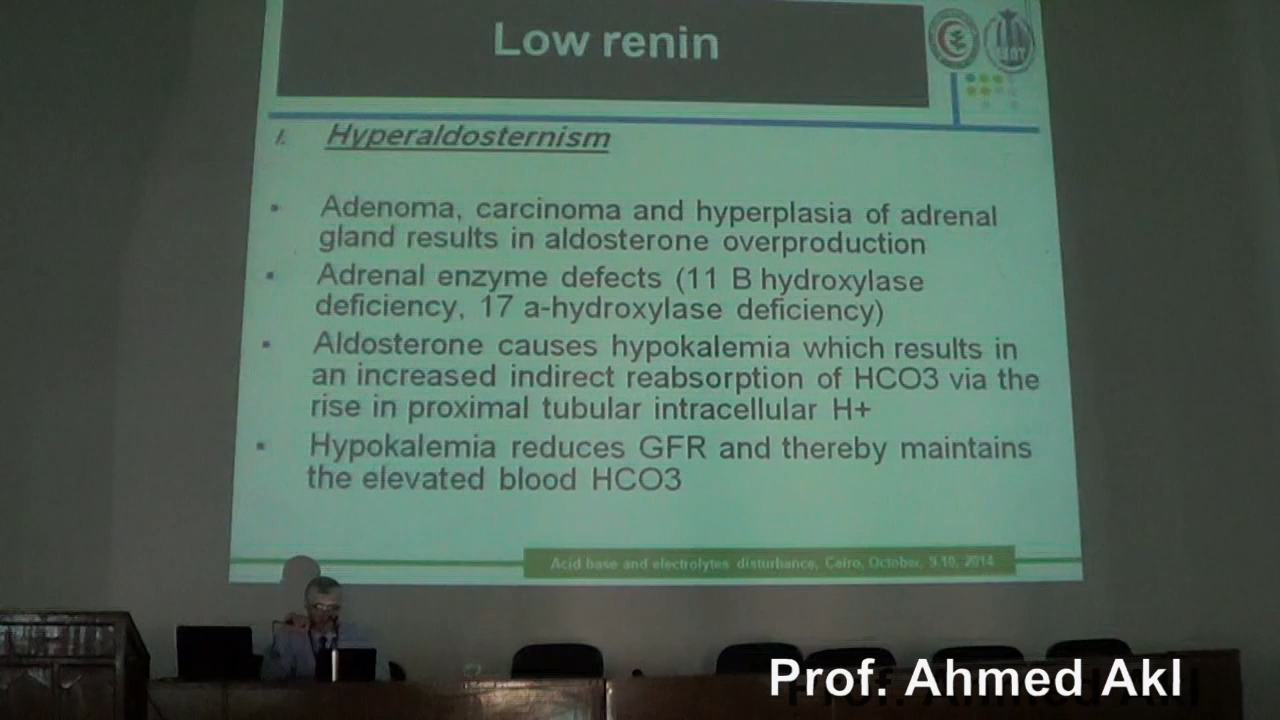 Low renin
I. Hyperaldosternism
▪ Adenoma, carcinoma and hyperplasia of adrenal
gland results in aldosterone overproduction
▪ Adrenal enzyme defects (11 B hydroxylase
deficiency, 17 a-hydroxylase deficiency)
▪ Aldosterone causes hypokalemia which results in
an increased indirect reabsorption of HCO3 via the
rise in proximal tubular intracellular H+
▪ Hypokalemia reduces GFR and thereby maintains
the elevated blood HCO3
Acid base and electrolytes disturbance, Cairo, October, 9.10, 2014
Prof. Ahmed Akl